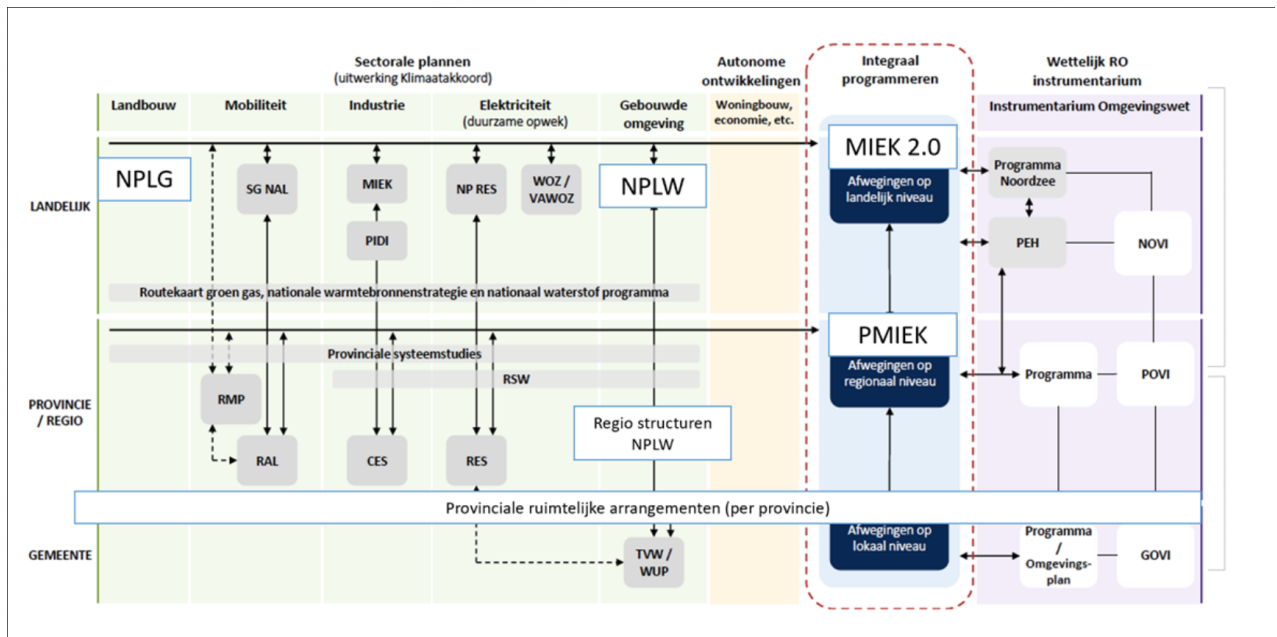 Sectorale plannen
(uitwerking Klimaatakkoord)
Autonome
ontwikkelingen
Integraal
programmeren
Wettelijk RO
instrumentarium
Landbouw
Mobiliteit
Industrie
Elektriciteit
(duurzame opwek)
Gebouwde
omgeving
Woningbouw,
economie, etc.
Instrumentarium Omgevingswet
LANDELIJK
NPLG
SG NAL
MIEK
PIDI
NP RES
WOZ /
VAWOZ
NPLW
MIEK 2.0
Afwegingen op
landelijk niveau
Programma
Noordzee
PEH
NOVI
Routekaart groen gas, nationale warmtebronnenstrategie en nationaal waterstof programma
PROVINCIE
/ REGIO
Provinciale systeemstudies
RSW
RMP
RAL
CES
RES
Regio structuren
NPLW
PMIEK
Afwegingen op
regionaal niveau
Programma
POVI
Provinciale ruimtelijke arrangementen (per provincie)
GEMEENTE
TVW /
WUP
Afwegingen op
lokaal niveau
Programma
/
Omgevings-
plan
GOVI